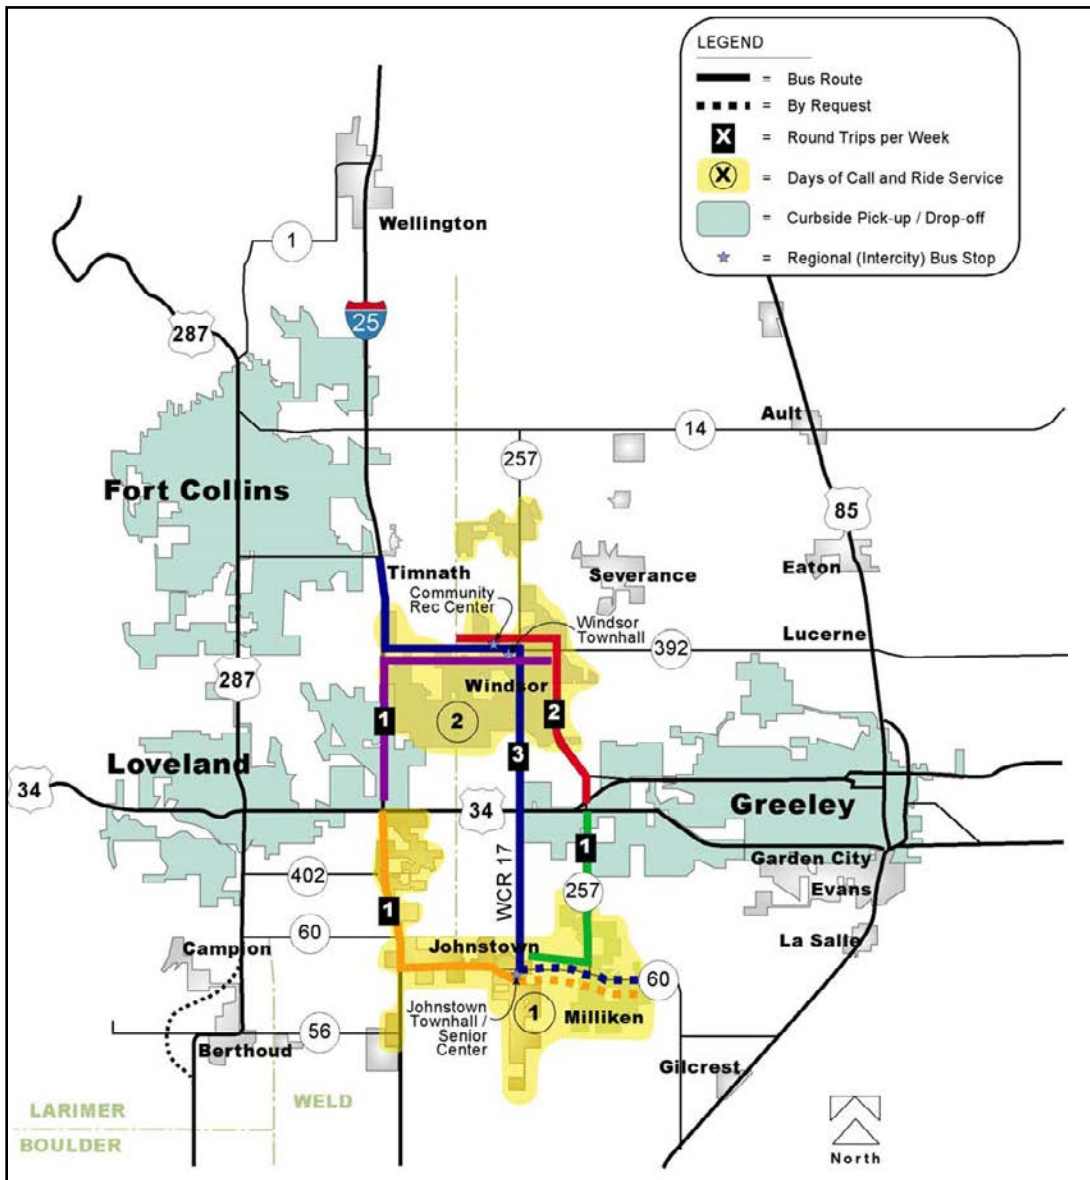 LEGEND
= Bus Route
= By Request
X = Round Trips per Week
X = Days of Call and Ride Service
= Curbside Pick-up / Drop-off
= Regional (Intercity) Bus Stop
Wellington
1
25
287
Ault
14
257
Fort Collins
85
Timnath
Severance
Eaton
Community
Rec Center
Windsor
Townhall
Lucerne
392
287
Windsor
1
2
2
3
Loveland
34
34
Greeley
1
Garden City
402
257
Evans
WCR 17
1
60
La Salle
Campion
Johnstown
60
Johnstown
Townhall /
Senior
Center
1
Milliken
56
Berthoud
Gilcrest
LARIMER
WELD
BOULDER
North